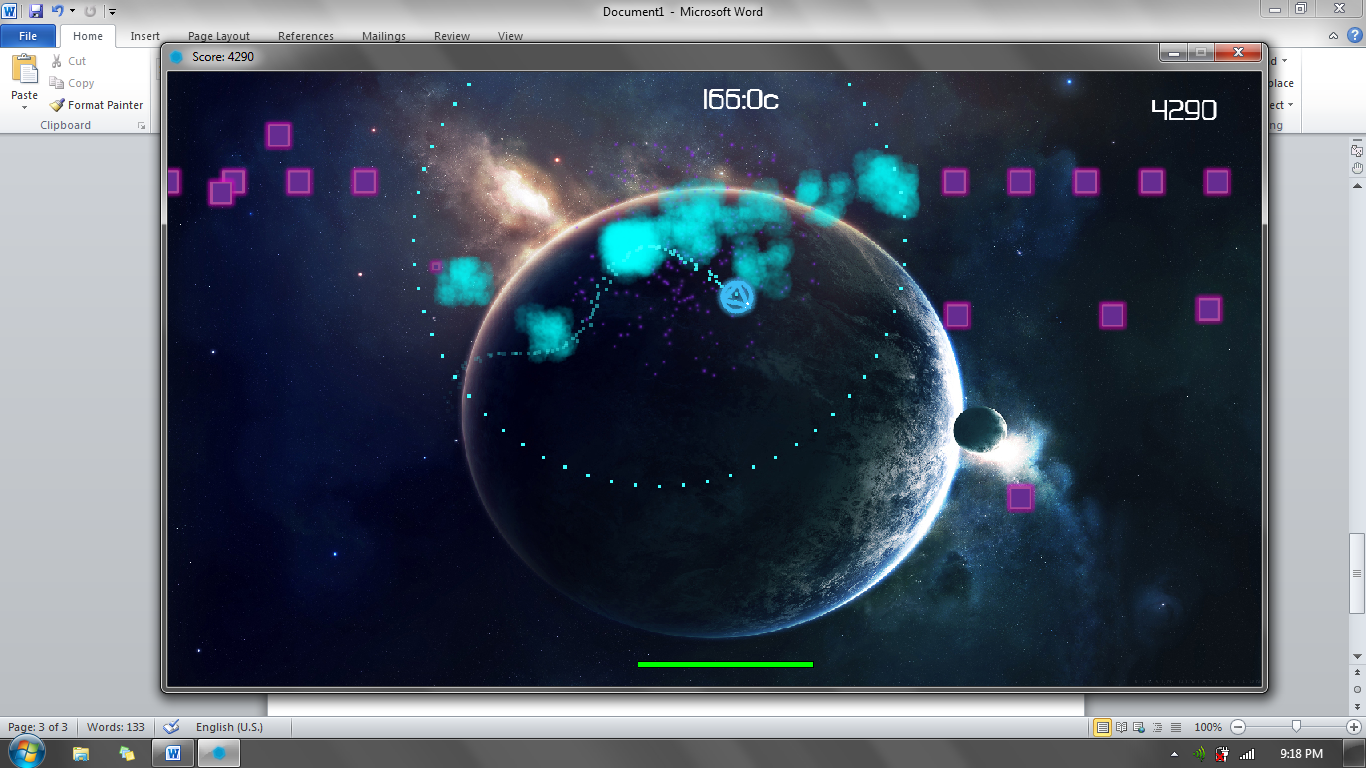 Document1 - Microsoft Word
File Home Insert Page Layout References Mailings Review View
Score: 4290
Paste
Cut
Copy
Format Painter
Clipboard
166:0c
4290
Page: 3 of 3 Words: 133 English (U.S.) 100%
9:18 PM